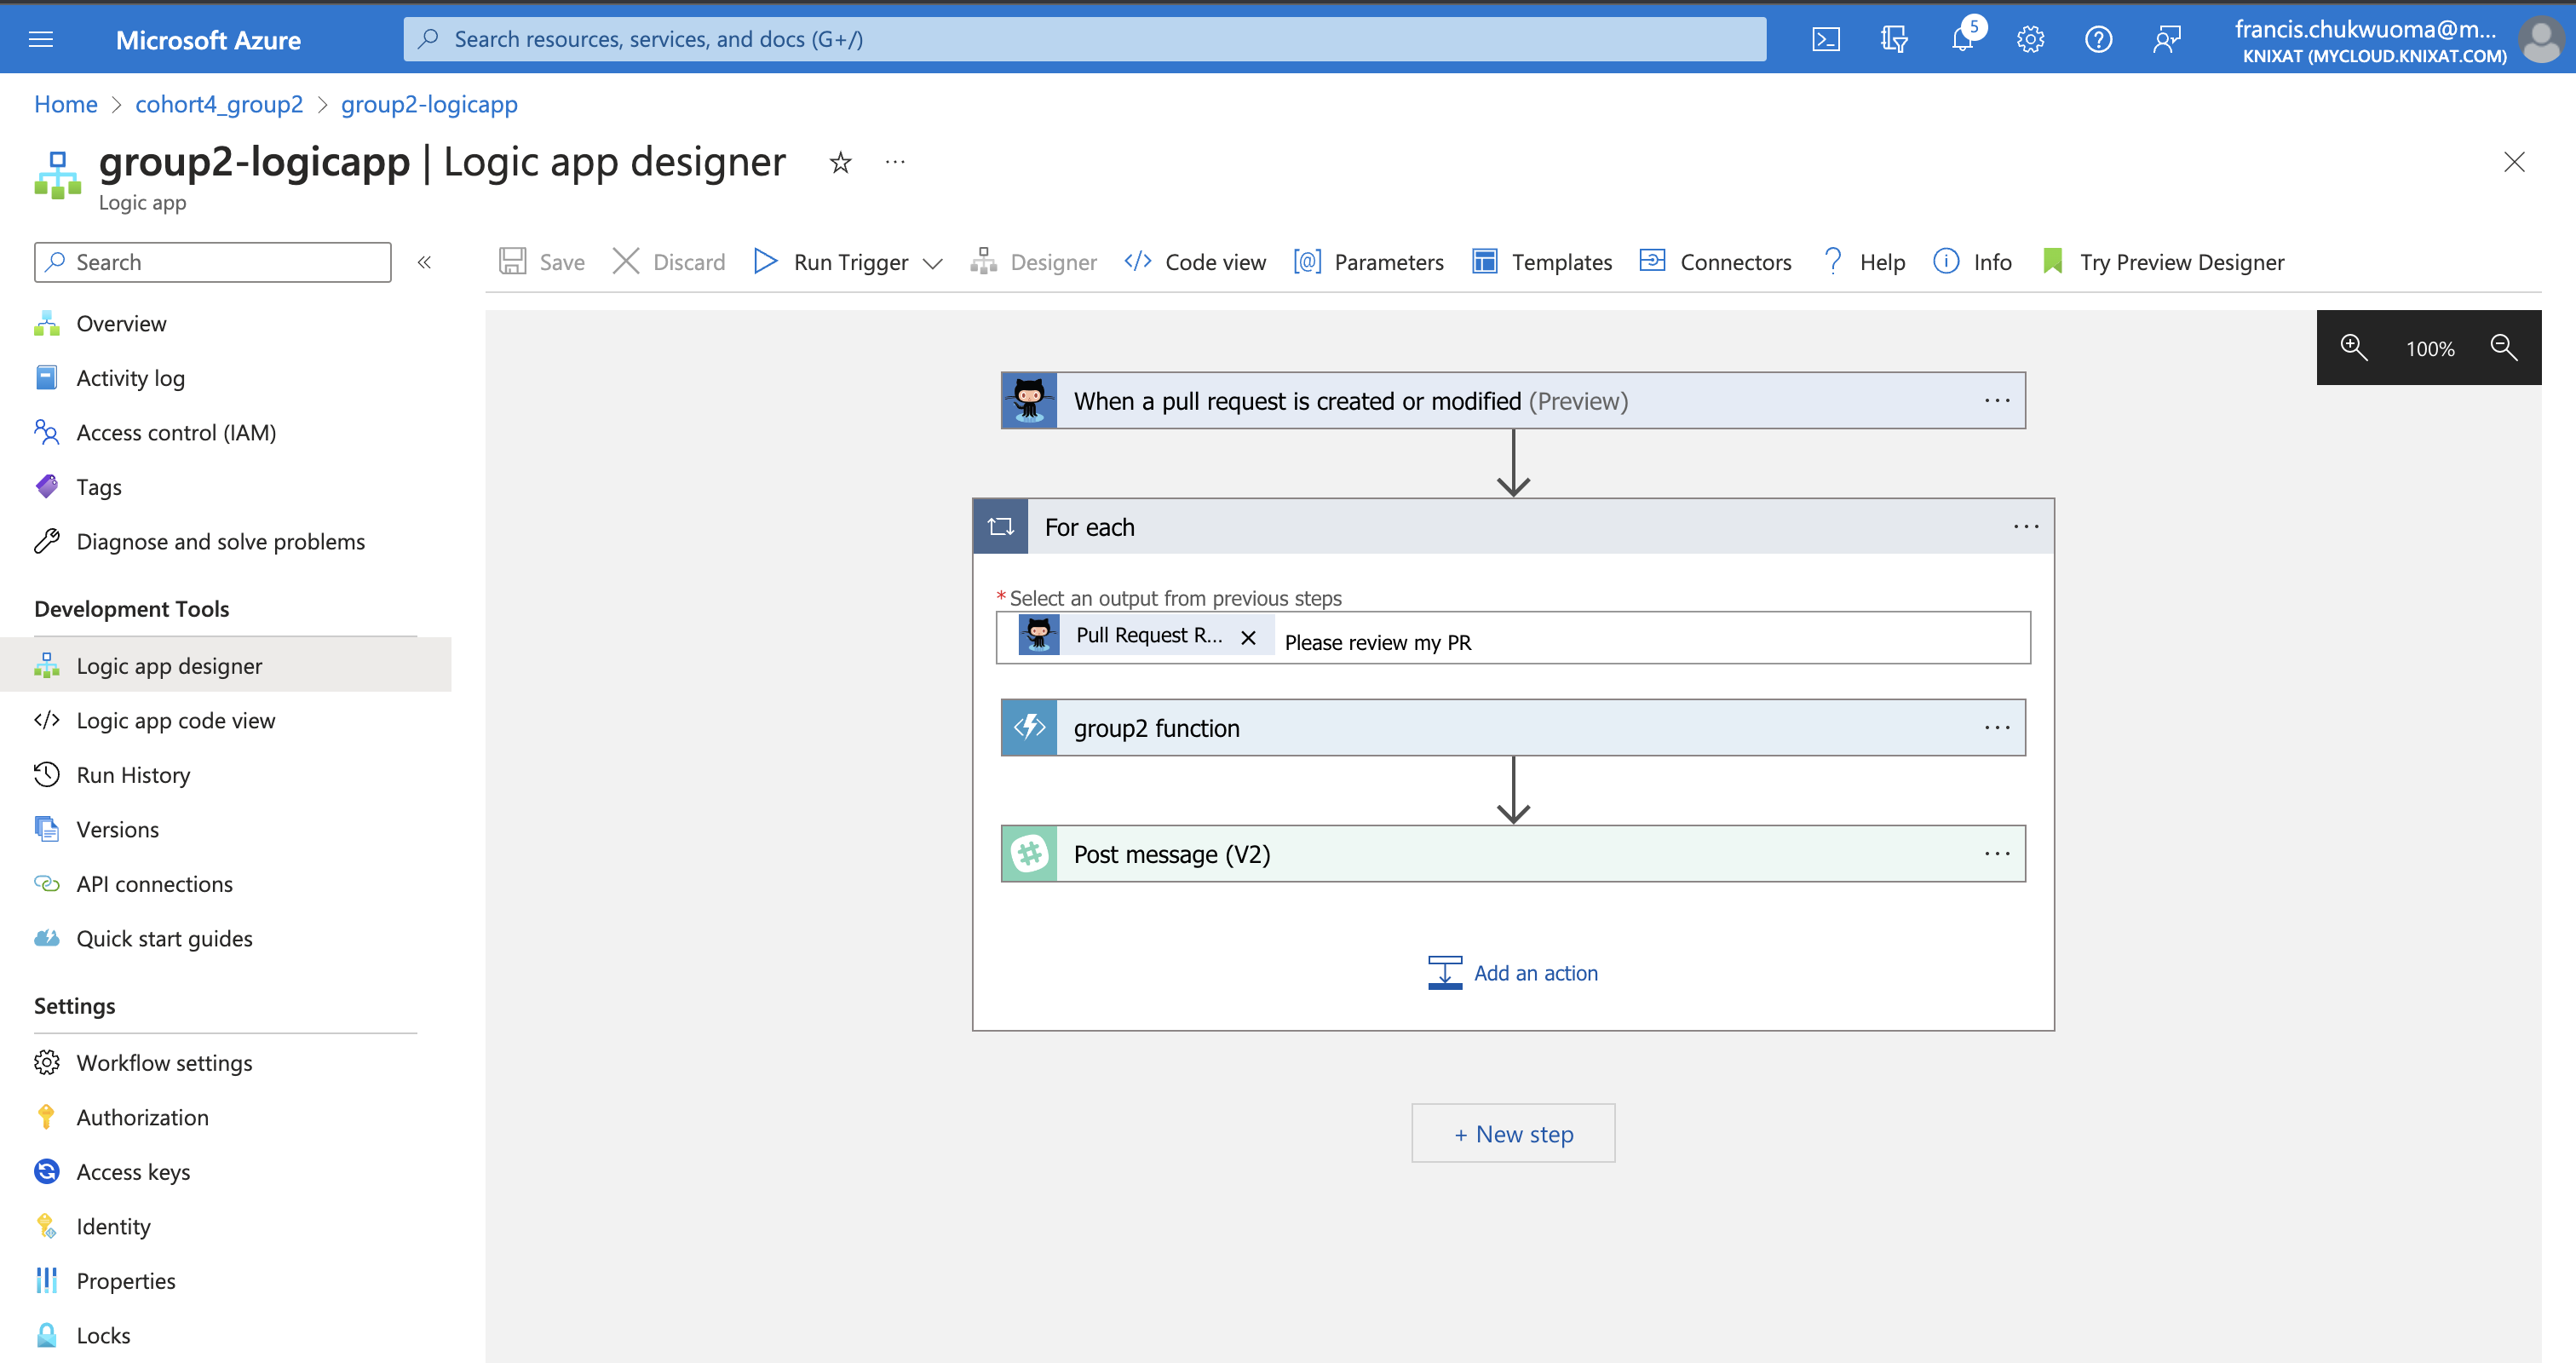 Microsoft Azure
Search resources, services, and docs (G+/)
5
francis.chukwuoma@m...
KNIXAT (MYCLOUD.KNIXAT.COM)
Home > cohort4_group2 > group2-logicapp
group2-logicapp | Logic app designer
Logic app
Search
Save
Discard
Run Trigger
Designer
Code view
Parameters
Templates
Connectors
Help
Info
Try Preview Designer
Overview
Activity log
Access control (IAM)
Tags
Diagnose and solve problems
Development Tools
Logic app designer
Logic app code view
Run History
Versions
API connections
Quick start guides
Settings
Workflow settings
Authorization
Access keys
Identity
Properties
Locks
100%
When a pull request is created or modified (Preview)
For each
* Select an output from previous steps
Pull Request R... Please review my PR
group2 function
Post message (V2)
Add an action
+ New step